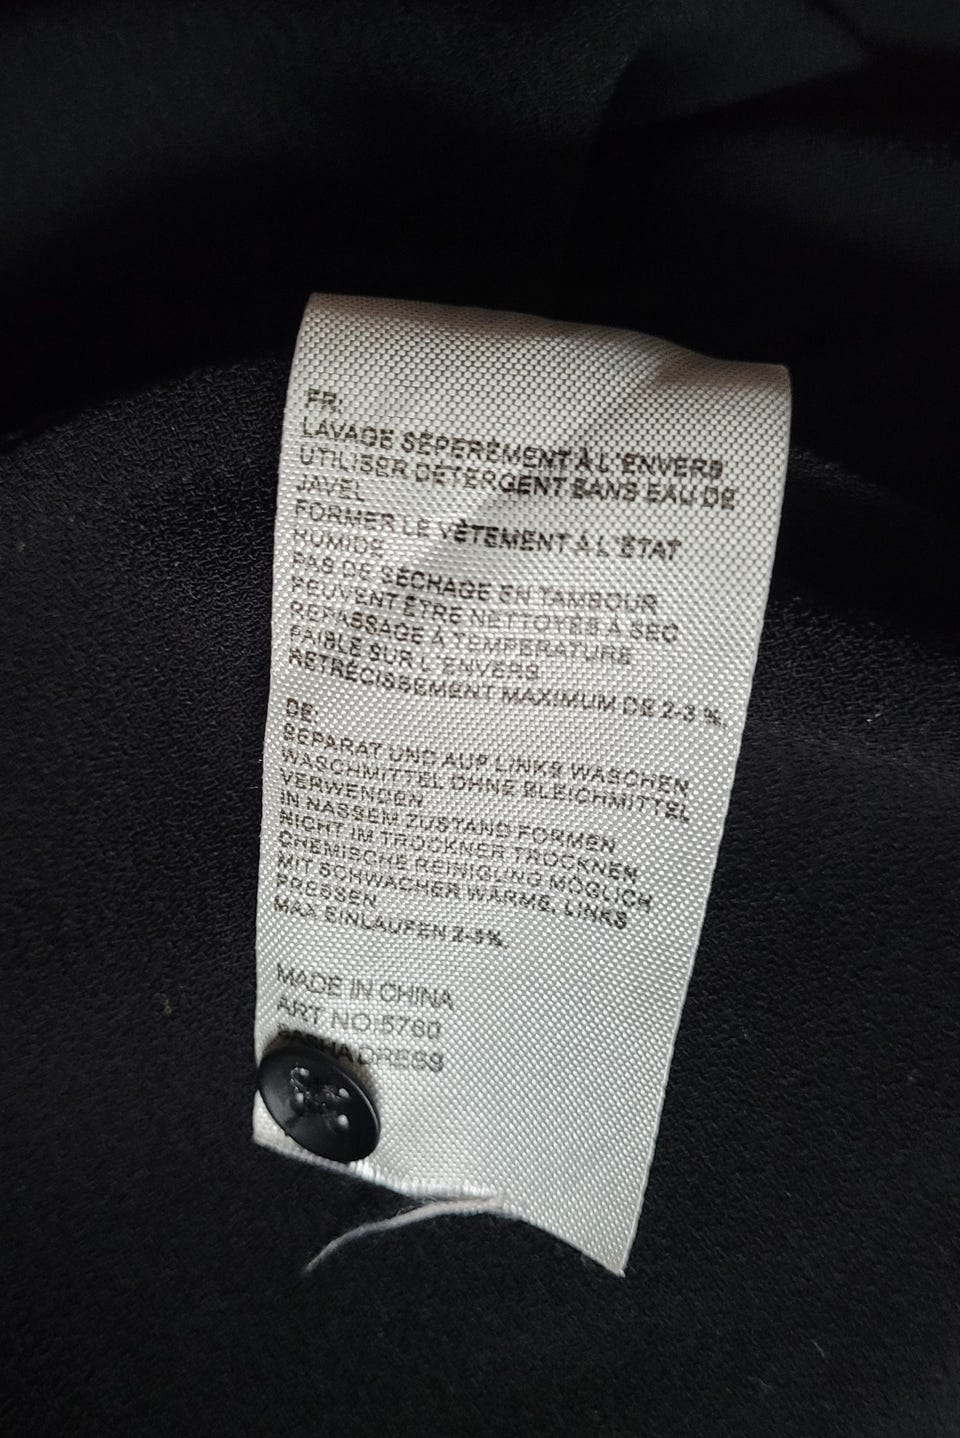 FR.
LAVAGE SÉPERÉMENT À L'ENVERS
UTILISER DÉTERGENT SANS EAU DE
JAVEL
FORMER LE VÊTEMENT À L'ÉTAT
HUMIDE
PAS DE SÉCHAGE EN TAMBOUR
PEUVENT ÊTRE NETTOYÉS À SEC
REPASSAGE À TEMPÉRATURE
FAIBLE SUR L'ENVERS
RETRÉCISSEMENT MAXIMUM DE 2-3 %.
DE.
SEPARAT UND AUF LINKS WASCHEN
WASCHMITTEL OHNE BLEICHMITTEL
VERWENDEN
IN NASSEM ZUSTAND FORMEN
NICHT IM TROCKNER TROCKNEN
CHEMISCHE REINIGUNG MÖGLICH
MIT SCHWACHER WÄRME, LINKS
PRESSEN
MAX EINLAUFEN 2-3%.
MADE IN CHINA
ART NO:5760
SASHA DRESS